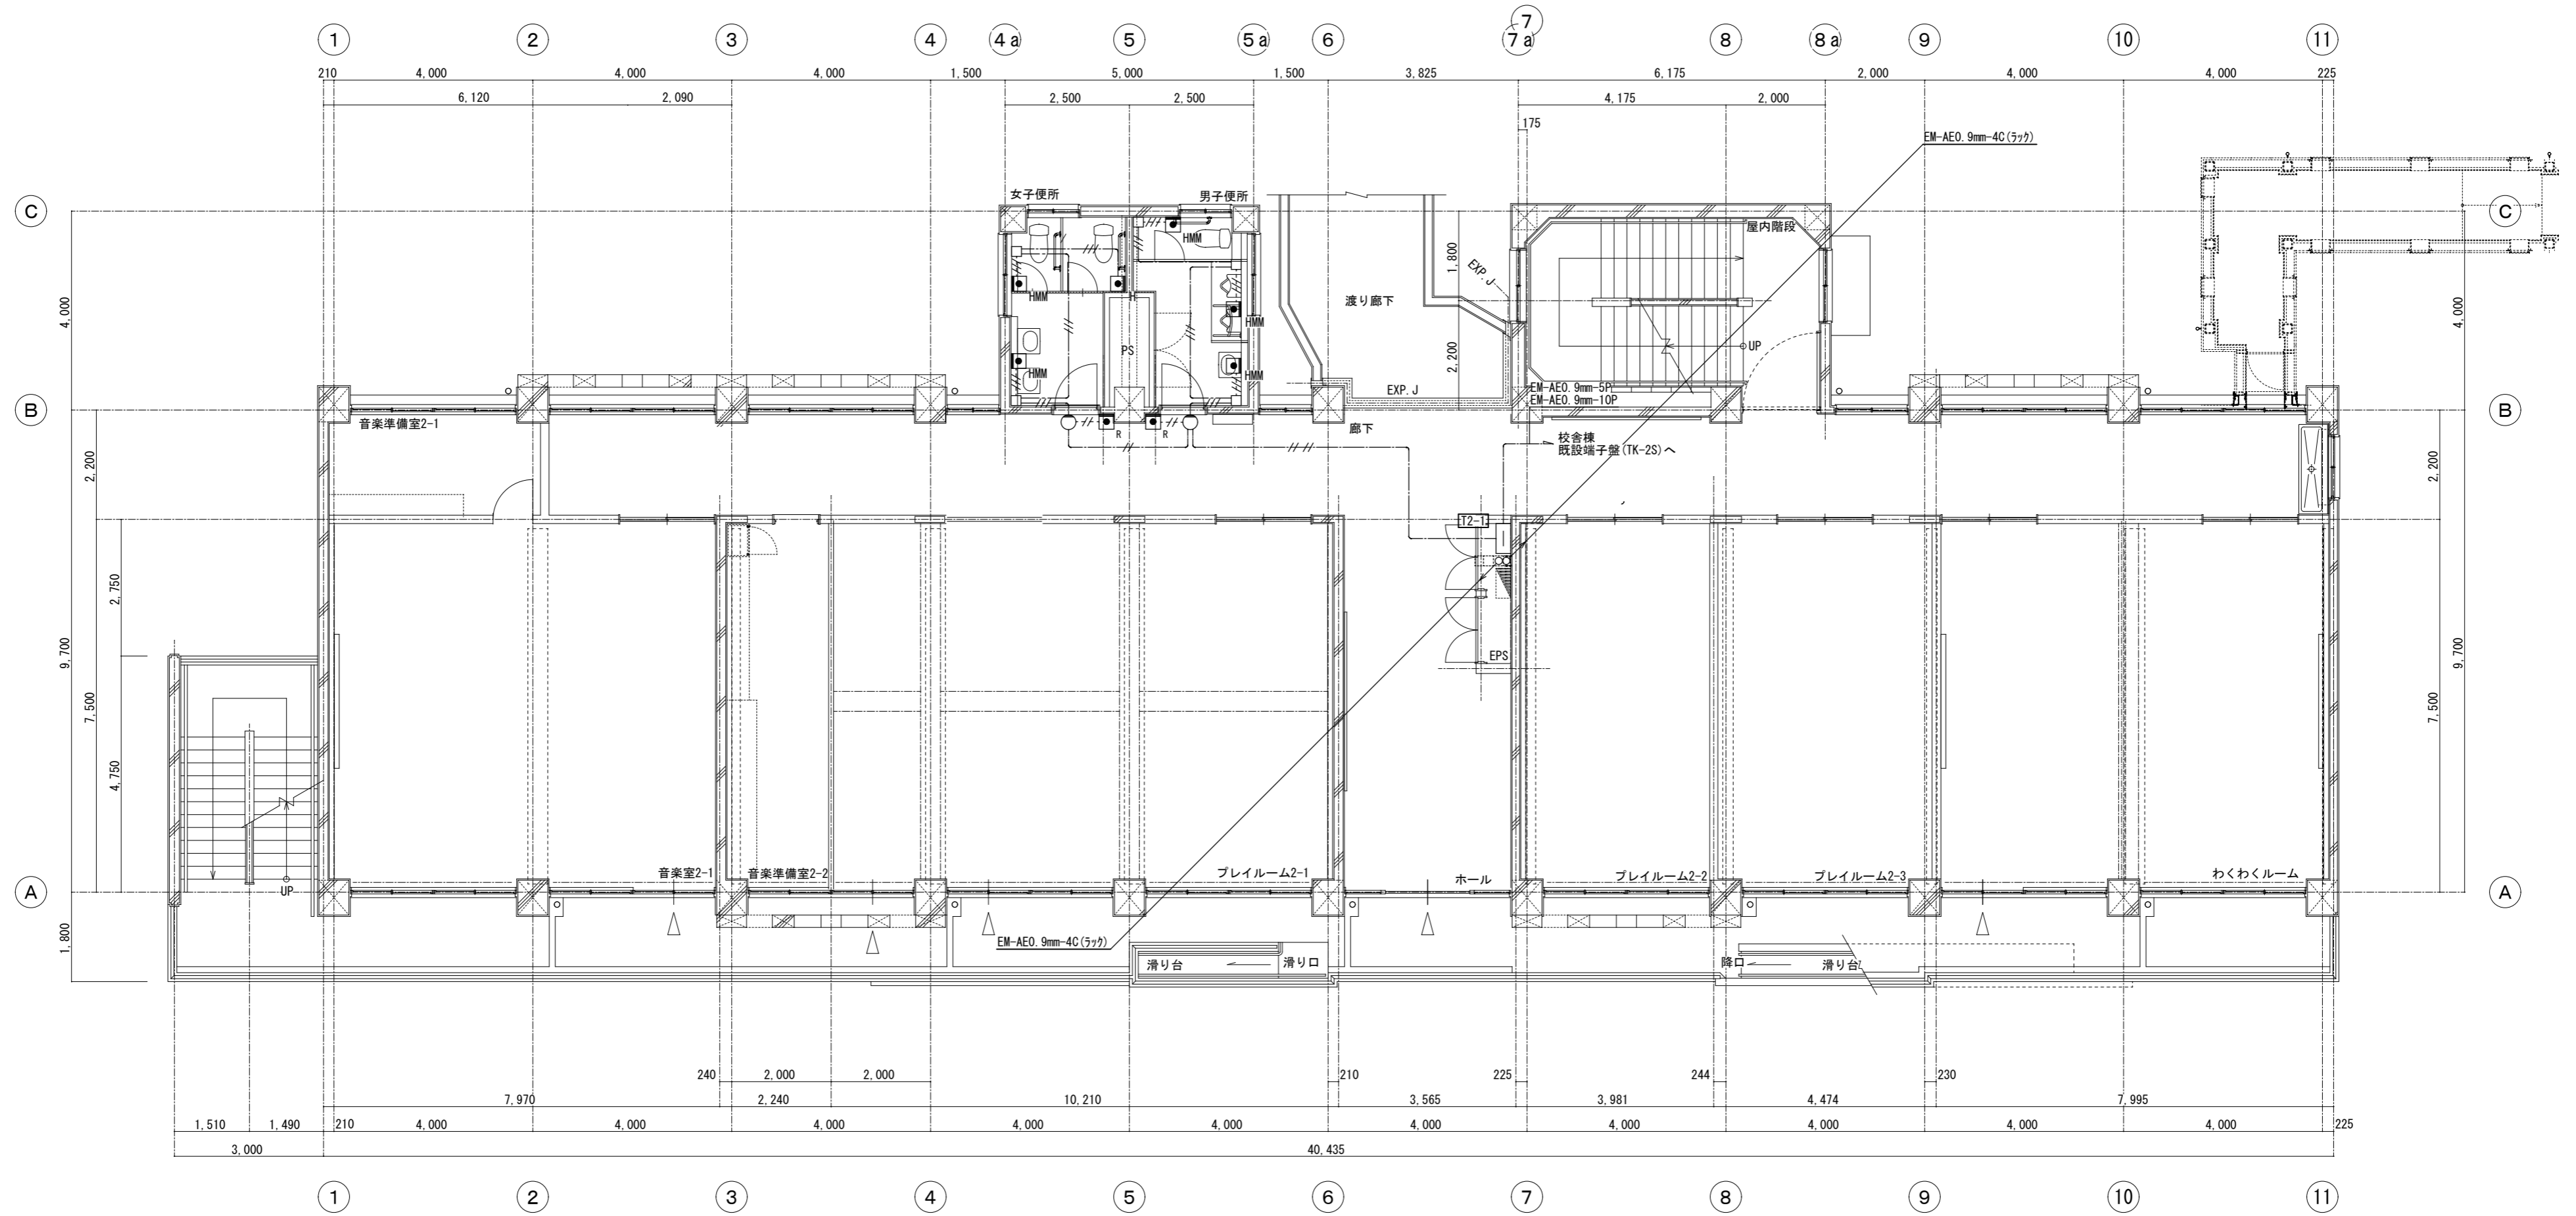 7
1 2 3 4 4a 5 5a 6 7a 8 8a 9 10 11
210 4,000 4,000 4,000 1,500 5,000 1,500 3,825 6,175 2,000 4,000 4,000 225
6,120 2,090 2,500 2,500 4,175 2,000
175
EM-AE0.9mm-4C(ﾗｯｸ)
女子便所 男子便所
C C
屋内階段
HMM
1,800
EXP.J
HMM H
渡り廊下
4,000 4,000
HMM
UP
PS
2,200
HMM HMM
EXP.J
EM-AE0.9mm-5P
EM-AE0.9mm-10P
B B
音楽準備室2-1
廊下
R R
校舎棟
既設端子盤(TK-2S)へ
2,200 2,200
T2-1
2,750
9,700 9,700
EPS
7,500 7,500
4,750
音楽室2-1 音楽準備室2-2 プレイルーム2-1 ホール プレイルーム2-2 プレイルーム2-3 わくわくルーム
UP
A A
1,800
EM-AE0.9mm-4C(ﾗｯｸ)
滑り台 滑り口 降口 滑り台
240 2,000 2,000 210 225 244 230
7,970 2,240 10,210 3,565 3,981 4,474 7,995
1,510 1,490 210 4,000 4,000 4,000 4,000 4,000 4,000 4,000 4,000 4,000 4,000 225
3,000 40,435
1 2 3 4 5 6 7 8 9 10 11